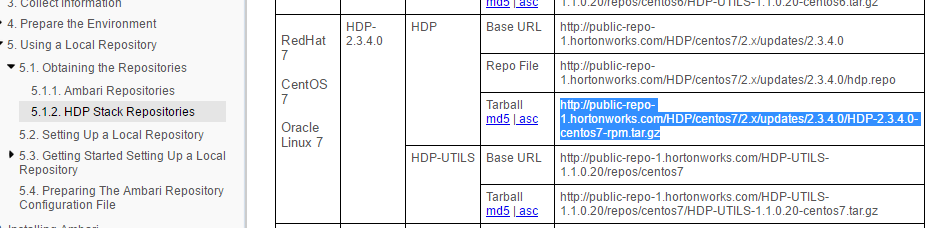 3. Collect Information
4. Prepare the Environment
5. Using a Local Repository
5.1. Obtaining the Repositories
5.1.1. Ambari Repositories
5.1.2. HDP Stack Repositories
5.2. Setting Up a Local Repository
5.3. Getting Started Setting Up a Local
Repository
5.4. Preparing The Ambari Repository
Configuration File
md5 | asc
1.1.0.20/repos/centos6/HDP-UTILS-1.1.0.20-centos6.tar.gz
RedHat
7
CentOS
7
Oracle
Linux 7
HDP-
2.3.4.0
HDP
Base URL
http://public-repo-
1.hortonworks.com/HDP/centos7/2.x/updates/2.3.4.0
Repo File
http://public-repo-
1.hortonworks.com/HDP/centos7/2.x/updates/2.3.4.0/hdp.repo
Tarball
md5 | asc
http://public-repo-
1.hortonworks.com/HDP/centos7/2.x/updates/2.3.4.0/HDP-2.3.4.0-
centos7-rpm.tar.gz
HDP-UTILS
Base URL
http://public-repo-1.hortonworks.com/HDP-UTILS-
1.1.0.20/repos/centos7
Tarball
md5 | asc
http://public-repo-1.hortonworks.com/HDP-UTILS-
1.1.0.20/repos/centos7/HDP-UTILS-1.1.0.20-centos7.tar.gz